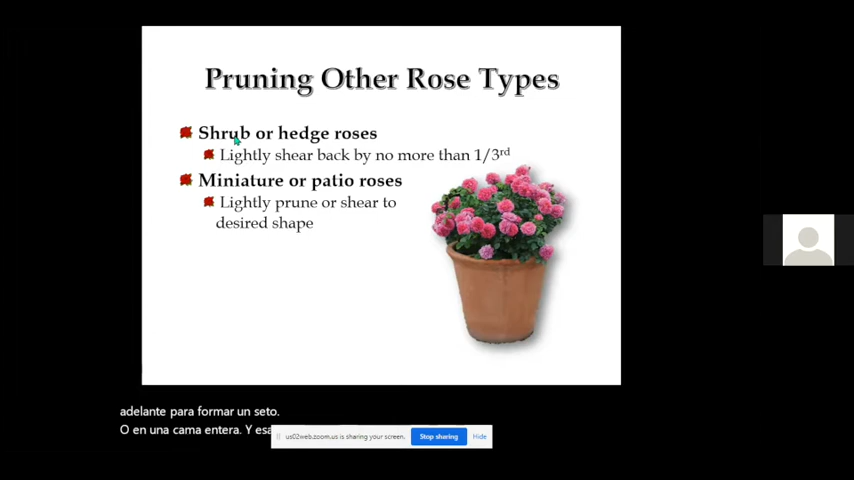 Pruning Other Rose Types
Shrub or hedge roses
Lightly shear back by no more than 1/3rd
Miniature or patio roses
Lightly prune or shear to
desired shape
adelante para formar un seto.
O en una cama entera. Y
us02web.zoom.us is sharing your screen.
Stop sharing
Hide